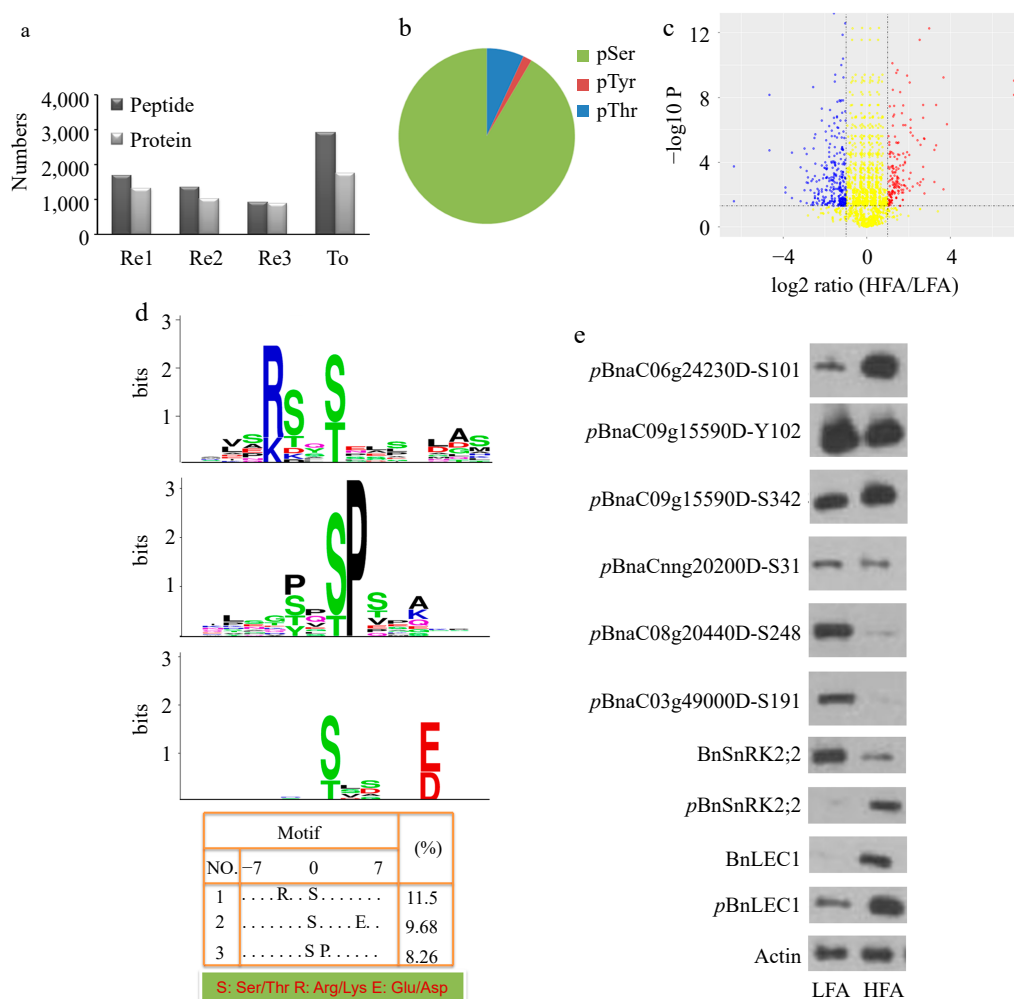 a
4,000
3,000
2,000
1,000
0
Numbers
Peptide
Protein
Re1 Re2 Re3 To
b
pSer
pTyr
pThr
c
12
8
4
0
−log10 P
−4 0 4
log2 ratio (HFA/LFA)
d
3
2
1
bits
R
K
S
T
S
T
3
2
1
bits
P
S
T
Y
S
T
P
S
T
A
K
3
2
1
bits
S
T
E
D
Motif (%)
NO. −7 0 7
1 ....R..S....... 11.5
2 .......S....E.. 9.68
3 .......SP...... 8.26
S: Ser/Thr R: Arg/Lys E: Glu/Asp
e
pBnaC06g24230D-S101
pBnaC09g15590D-Y102
pBnaC09g15590D-S342
pBnaCnng20200D-S31
pBnaC08g20440D-S248
pBnaC03g49000D-S191
BnSnRK2;2
pBnSnRK2;2
BnLEC1
pBnLEC1
Actin
LFA HFA